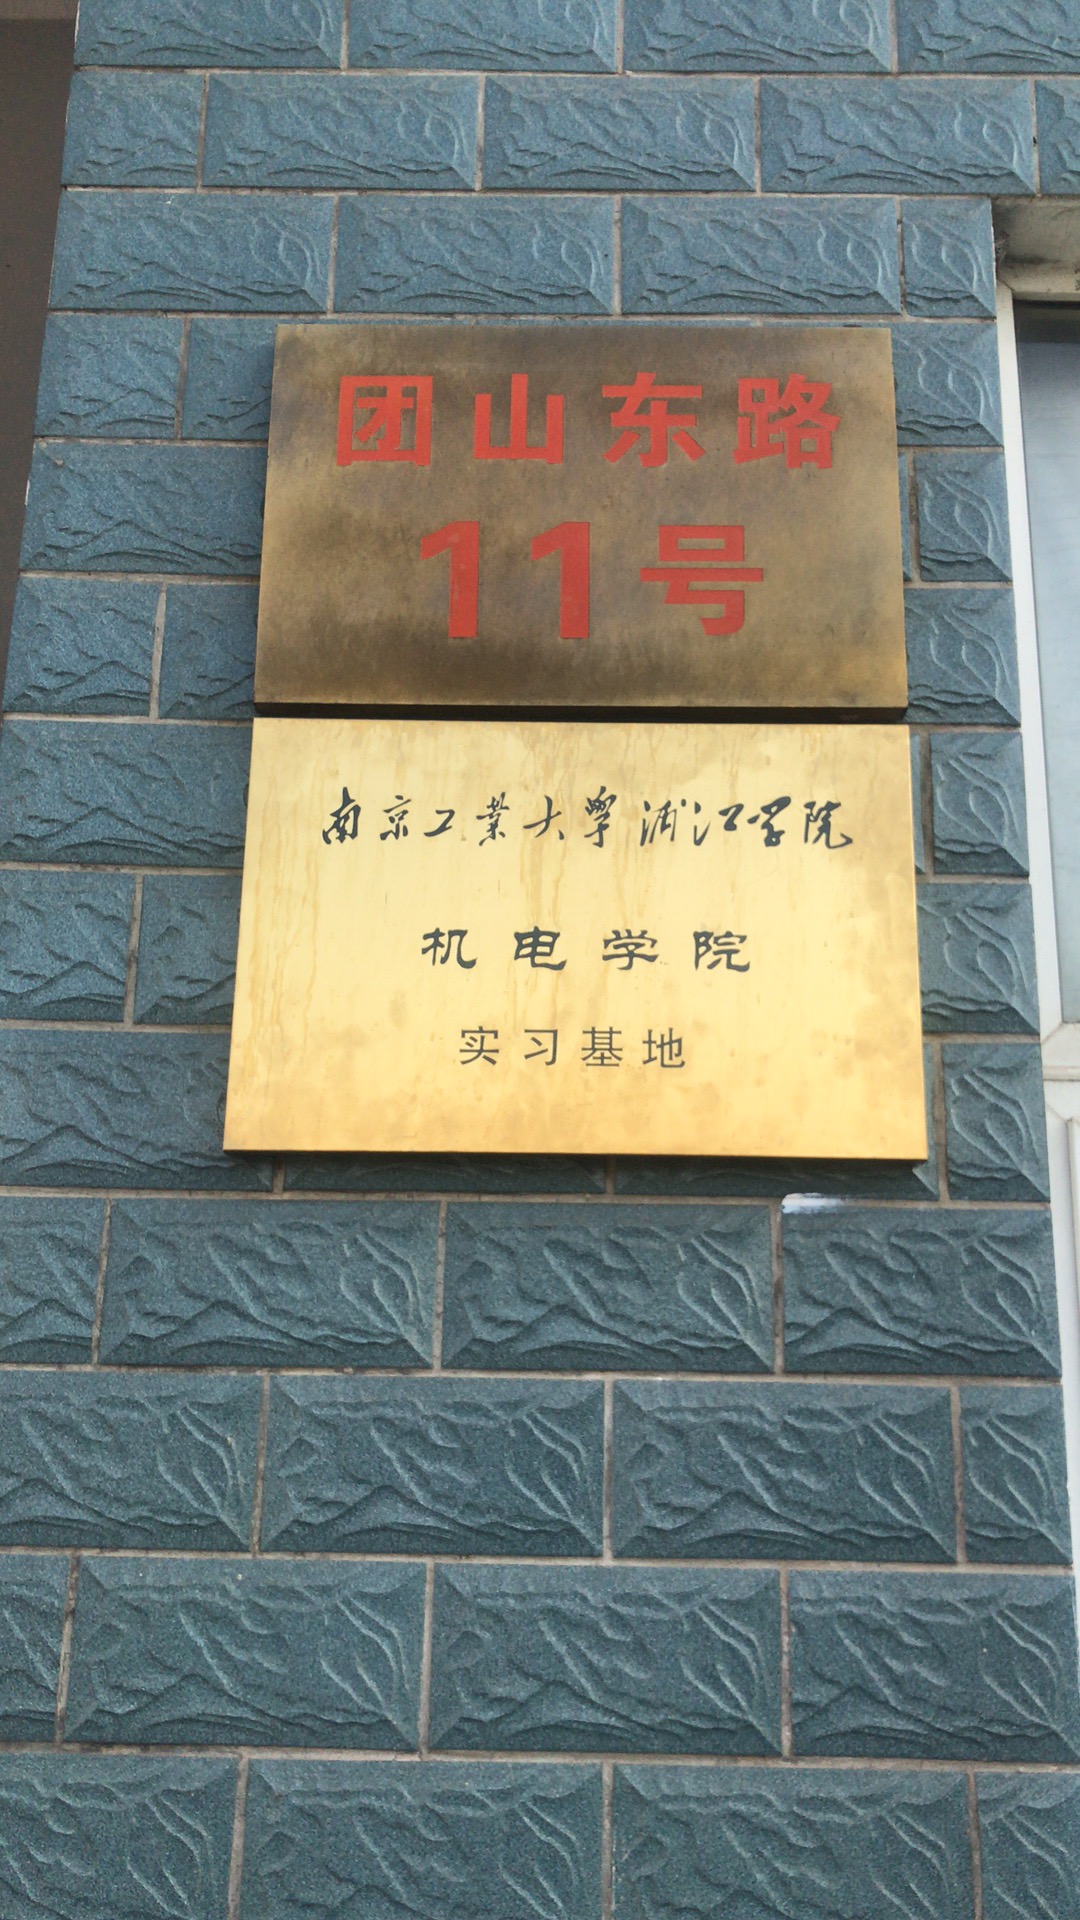 团山东路
11号
南京工業大學浦江学院
机电学院
实习基地